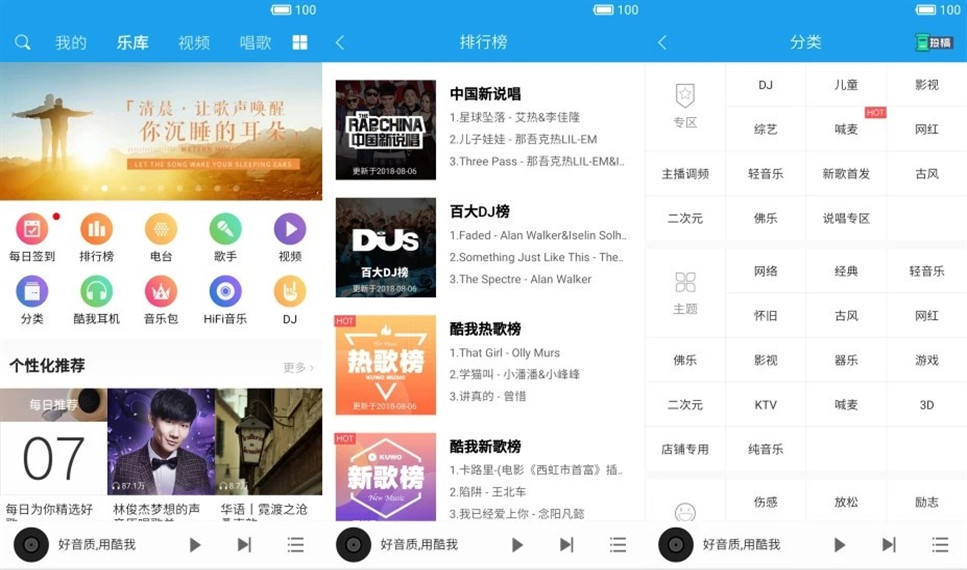 100
我的
乐库
视频
唱歌
「清晨·让歌声唤醒
你沉睡的耳朵」
LET THE SONG WAKE YOUR SLEEPING EARS
每日签到
排行榜
电台
歌手
视频
分类
酷我耳机
音乐包
HiFi音乐
DJ
个性化推荐
更多
每日推荐
07
87.1万
8.7万
每日为你精选好
林俊杰梦想的声
华语丨霓渡之沧
好音质,用酷我
100
排行榜
THE
RAP OF CHINA
中国新说唱
更新于2018-08-06
中国新说唱
1.星球坠落 - 艾热&李佳隆
2.儿子娃娃 - 那吾克热LIL-EM
3.Three Pass - 那吾克热LIL-EM&I..
DJs
百大DJ榜
更新于2018-08-06
百大DJ榜
1.Faded - Alan Walker&Iselin Solh..
2.Something Just Like This - The..
3.The Spectre - Alan Walker
HOT
热歌榜
KUWO MUSIC
更新于2018-08-06
酷我热歌榜
1.That Girl - Olly Murs
2.学猫叫 - 小潘潘&小峰峰
3.讲真的 - 曾惜
HOT
KUWO
新歌榜
New Music
酷我新歌榜
1.卡路里-(电影《西虹市首富》插..
2.陷阱 - 王北车
3.我已经爱上你 - 念阳凡懿
好音质,用酷我
100
分类
投稿
专区
DJ
儿童
影视
综艺
喊麦
HOT
网红
主播调频
轻音乐
新歌首发
古风
二次元
佛乐
说唱专区
主题
网络
经典
轻音乐
怀旧
古风
网红
佛乐
影视
器乐
游戏
二次元
KTV
喊麦
3D
店铺专用
纯音乐
伤感
放松
励志
好音质,用酷我